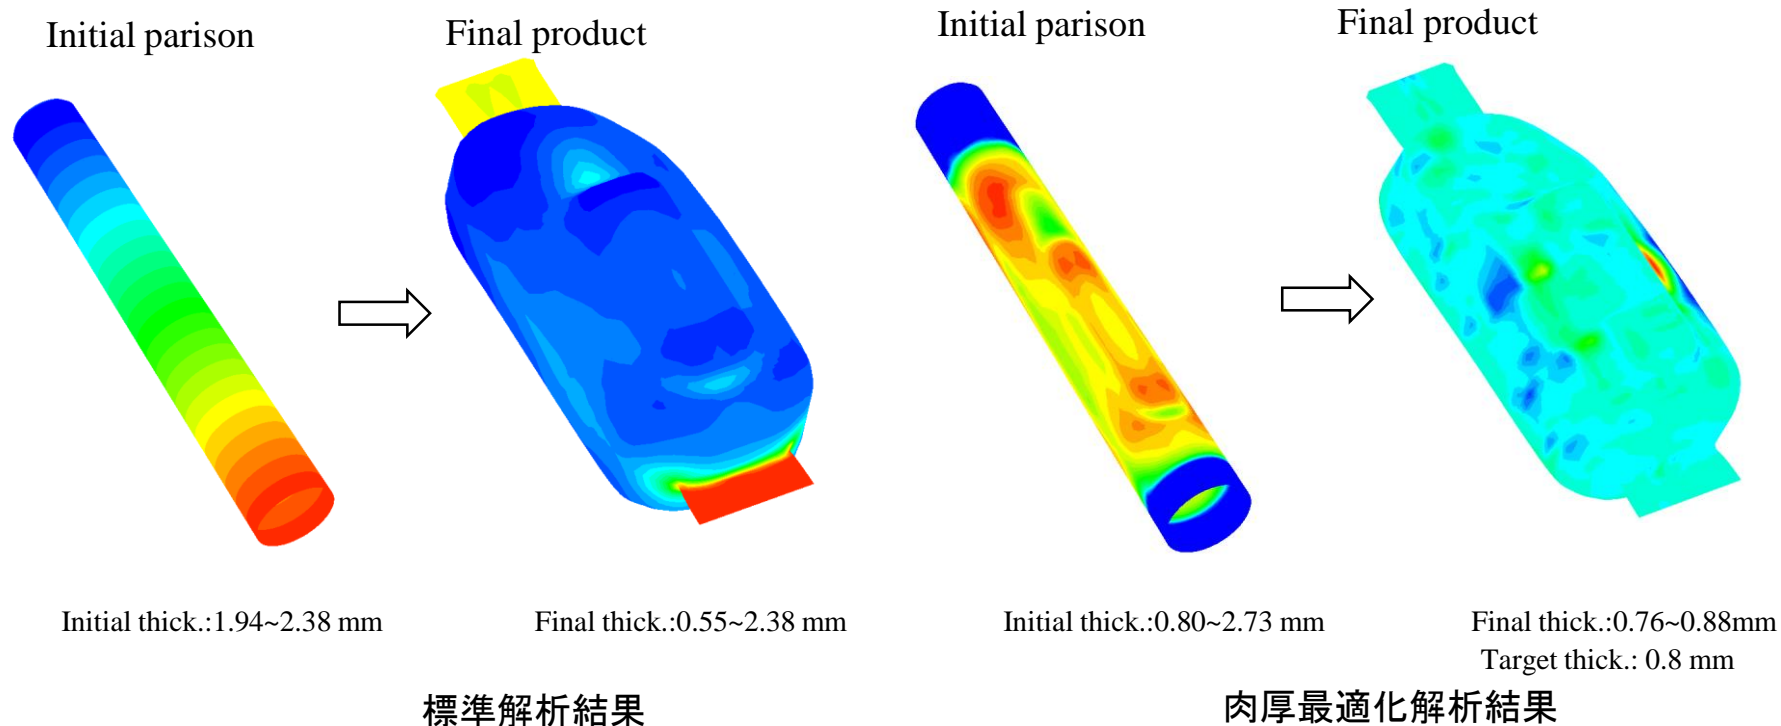 Initial parison
Final product
Initial parison
Final product
Initial thick.:1.94~2.38 mm
Final thick.:0.55~2.38 mm
Initial thick.:0.80~2.73 mm
Final thick.:0.76~0.88mm
Target thick.: 0.8 mm
標準解析結果
肉厚最適化解析結果